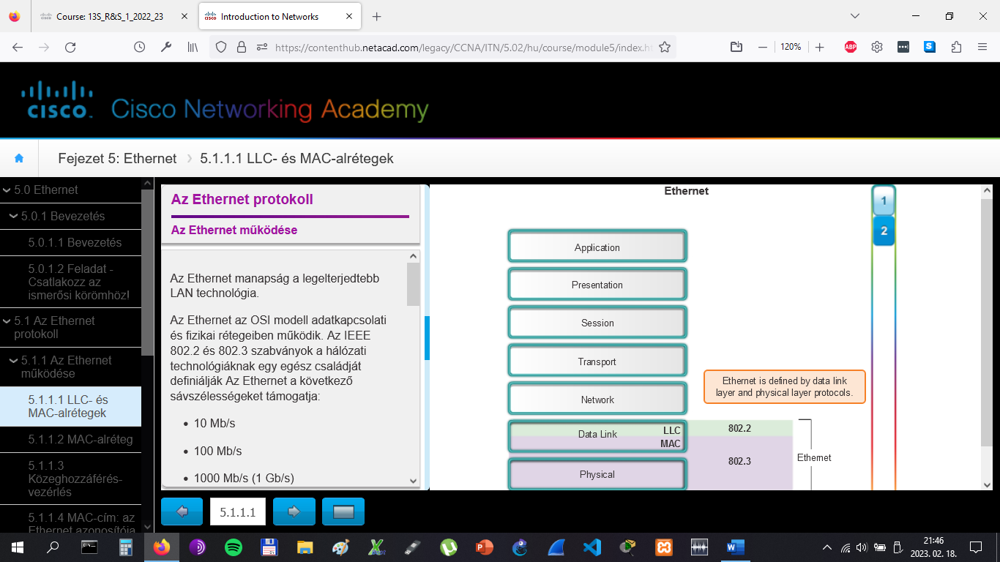 Course: 13S_R&S_1_2022_23
Introduction to Networks
https://contenthub.netacad.com/legacy/CCNA/ITN/5.02/hu/course/module5/index.h
120%
ABP
S
CISCO
Cisco Networking Academy
Fejezet 5: Ethernet
5.1.1.1 LLC- és MAC-alrétegek
5.0 Ethernet
5.0.1 Bevezetés
5.0.1.1 Bevezetés
5.0.1.2 Feladat -
Csatlakozz az
ismerősi körömhöz!
5.1 Az Ethernet
protokoll
5.1.1 Az Ethernet
működése
5.1.1.1 LLC- és
MAC-alrétegek
5.1.1.2 MAC-alréteg
5.1.1.3
Közeghozzáférés-
vezérlés
5.1.1.4 MAC-cím: az
Ethernet azonosítója
Az Ethernet protokoll
Az Ethernet működése
Az Ethernet manapság a legelterjedtebb
LAN technológia.
Az Ethernet az OSI modell adatkapcsolati
és fizikai rétegeiben működik. Az IEEE
802.2 és 802.3 szabványok a hálózati
technológiáknak egy egész családját
definiálják Az Ethernet a következő
sávszélességeket támogatja:
• 10 Mb/s
• 100 Mb/s
• 1000 Mb/s (1 Gb/s)
Ethernet
1
2
Application
Presentation
Session
Transport
Network
Ethernet is defined by data link
layer and physical layer protocols.
Data Link
LLC
MAC
802.2
802.3
Ethernet
Physical
5.1.1.1
21:46
2023. 02. 18.